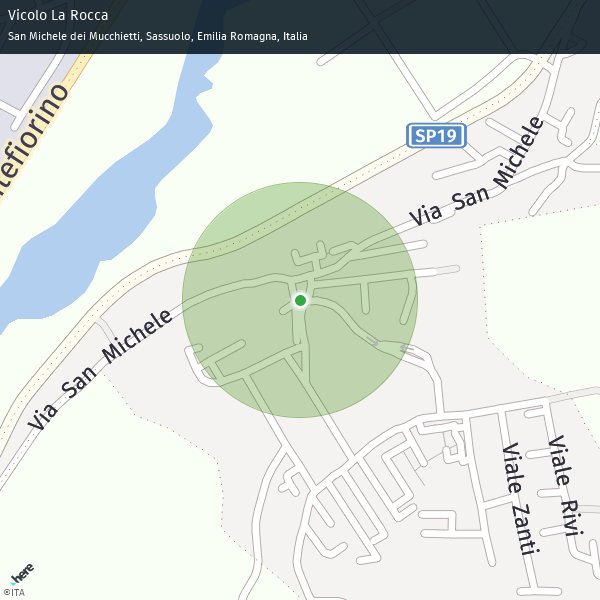 Vicolo La Rocca
San Michele dei Mucchietti, Sassuolo, Emilia Romagna, Italia
tefiorino
SP19
Via San Michele
Via San Michele
Viale Zanti
Viale Rivi
here
©ITA